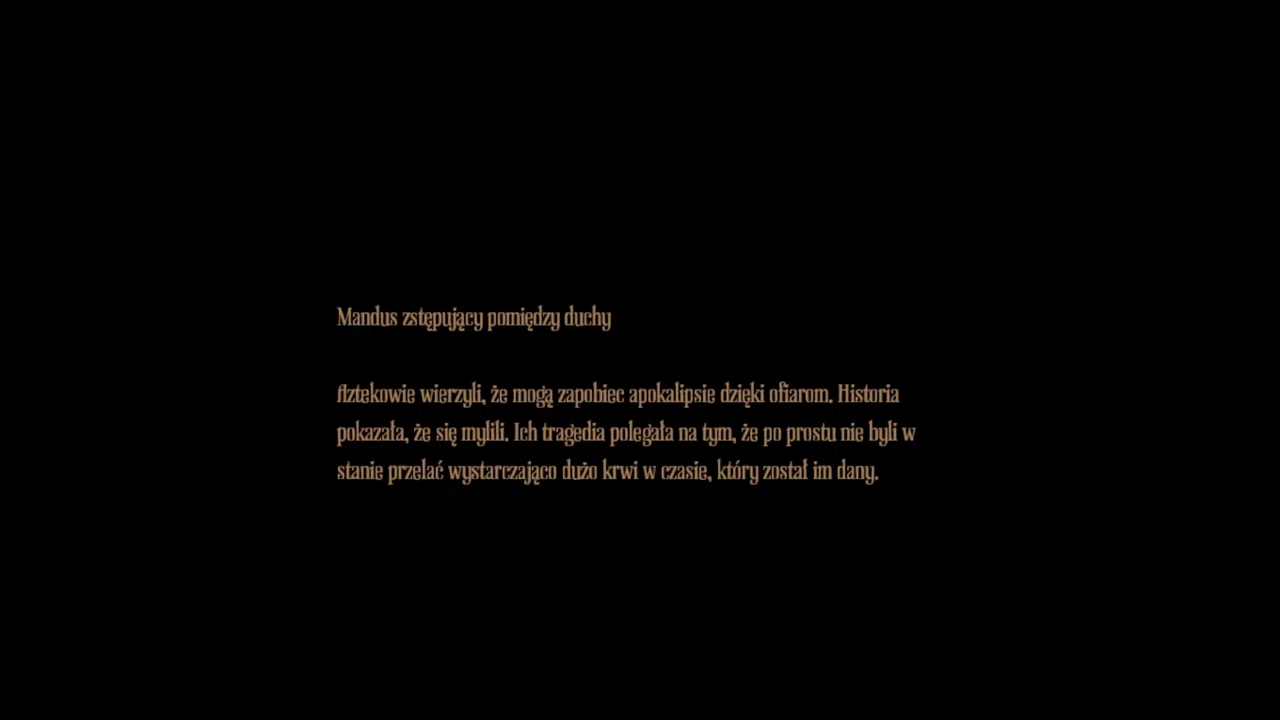 Mandus zstępujący pomiędzy duchy
Aztekowie wierzyli, że mogą zapobiec apokalipsie dzięki ofiarom. Historia
pokazała, że się mylili. Ich tragedia polegała na tym, że po prostu nie byli w
stanie przelać wystarczająco dużo krwi w czasie, który został im dany.